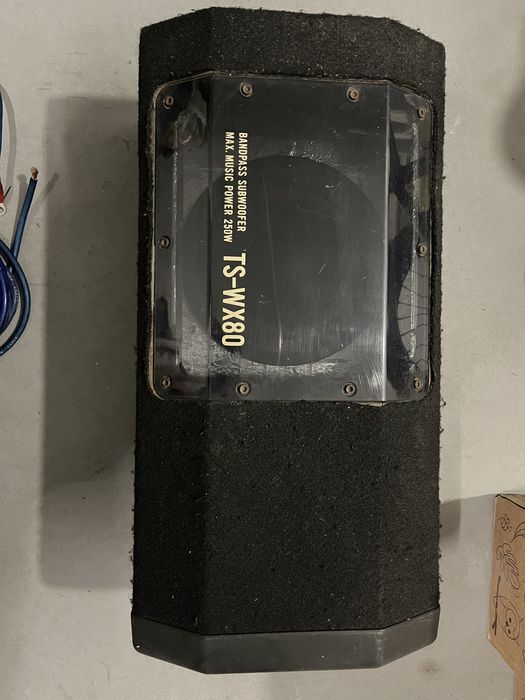 BANDPASS SUBWOOFER
MAX. MUSIC POWER 250W
TS-WX80